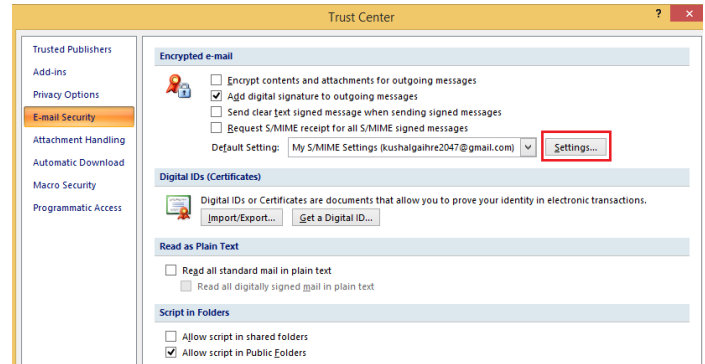 Trust Center
?
Trusted Publishers
Add-ins
Privacy Options
E-mail Security
Attachment Handling
Automatic Download
Macro Security
Programmatic Access
Encrypted e-mail
Encrypt contents and attachments for outgoing messages
Add digital signature to outgoing messages
Send clear text signed message when sending signed messages
Request S/MIME receipt for all S/MIME signed messages
Default Setting: My S/MIME Settings (kushalgaihre2047@gmail.com) Settings...
Digital IDs (Certificates)
Digital IDs or Certificates are documents that allow you to prove your identity in electronic transactions.
Import/Export... Get a Digital ID...
Read as Plain Text
Read all standard mail in plain text
Read all digitally signed mail in plain text
Script in Folders
Allow script in shared folders
Allow script in Public Folders